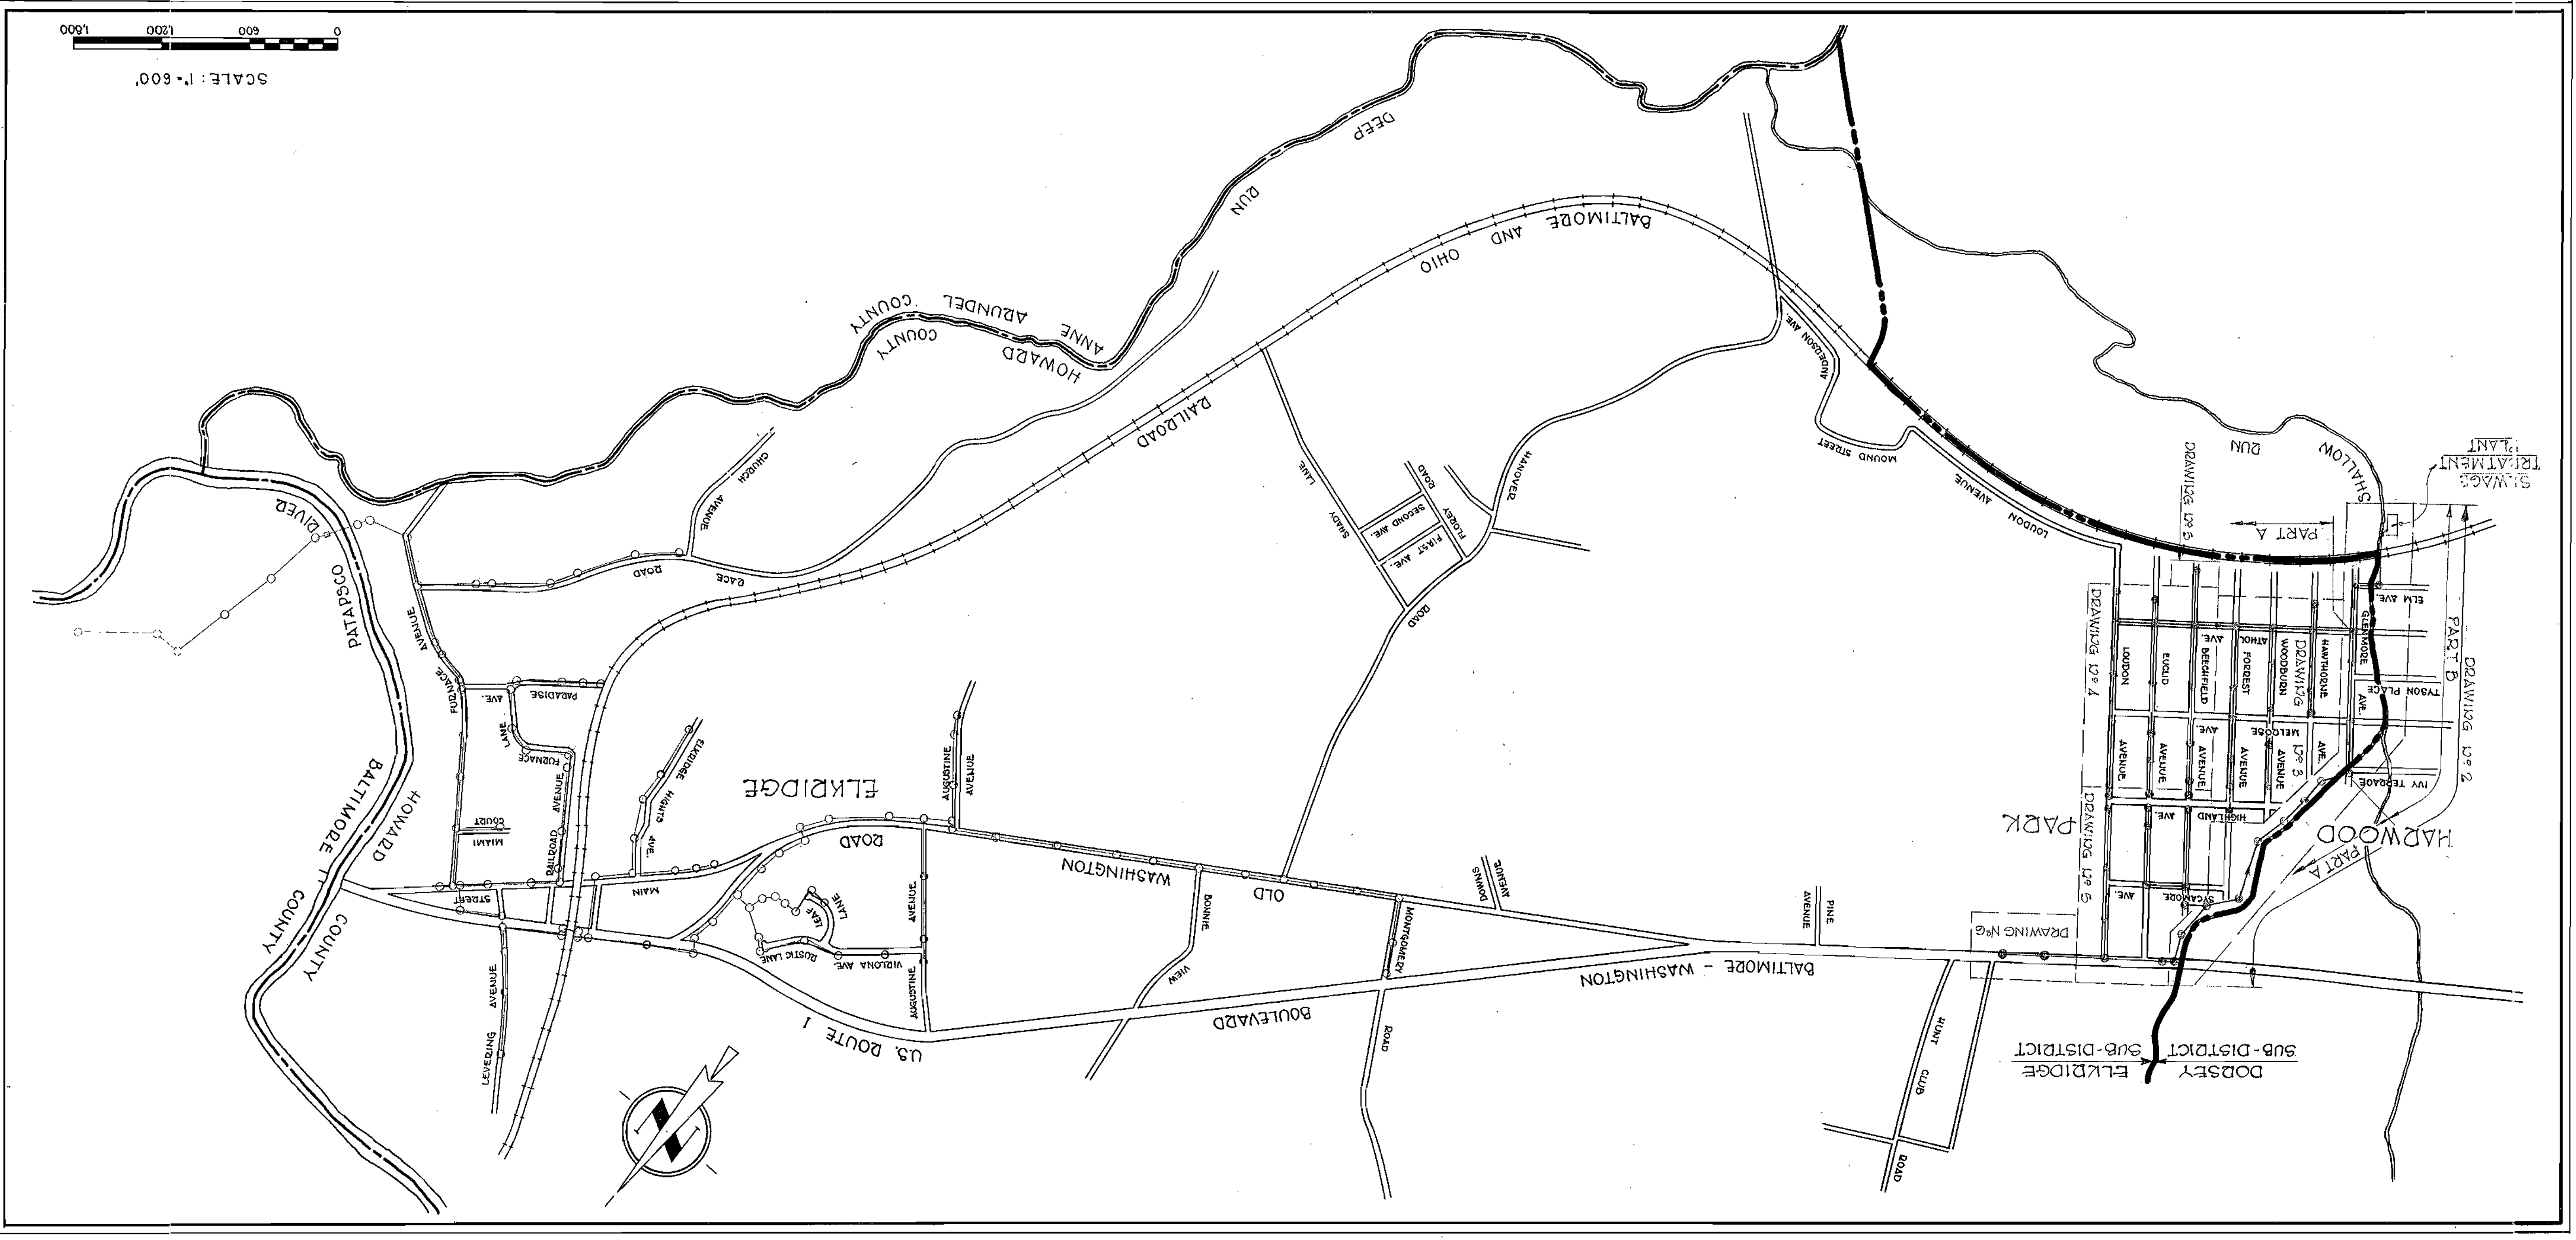 DORSEY
SUB-DISTRICT
ELKRIDGE
SUB-DISTRICT
ROAD
CLUB
HUNT
U.S. ROUTE 1
BOULEVARD
BALTIMORE - WASHINGTON
ROAD
LEVERING AVENUE
BALTIMORE COUNTY
HOWARD COUNTY
DRAWING Nº 6
PINE
AVENUE
DOWNS
AVENUE
MONTGOMERY
BONNIE
VIEW
OLD
WASHINGTON
ROAD
VIRLONA AVE.
RUSTIC LANE
LEAF
LANE
AUGUSTINE
AVENUE
MAIN
STREET
HARWOOD
PARK
PART A
SYCAMORE
AVE.
DRAWING Nº 5
HIGHLAND
AVE.
ELKRIDGE
AUGUSTINE
AVENUE
ELKRIDGE
HIGHTS
AVE.
RAILROAD
AVENUE
MIAMI
COURT
FURNACE
LANE
PARADISE
AVE.
FURNACE
AVENUE
IVY TERRACE
TYSON PLACE
MELROSE
AVE.
DRAWING Nº 2
PART B
DRAWING
Nº 3
GLENMORE
AVE.
HAWTHORNE
AVE.
WOODBURN
AVENUE
FORREST
AVENUE
BEECHFIELD
AVENUE
EUCLID
AVENUE
LOUDON
AVENUE
ATHOL
AVE.
DRAWING Nº 4
ELM AVE.
PART A
DRAWING Nº 5
SEWAGE
TREATMENT
PLANT
SHALLOW
RUN
LOUDON
AVENUE
MOUND STREET
ANDERSON AVE.
ROAD
HANOVER
FLOREY
ROAD
FIRST AVE.
SECOND AVE.
SHADY
LANE
RACE
ROAD
CHURCH
AVENUE
PATAPSCO
RIVER
BALTIMORE
AND
OHIO
RAILROAD
HOWARD
COUNTY
ANNE
ARUNDEL
COUNTY
DEEP
RUN
SCALE: 1"=600'
0 600 1,200 1,800